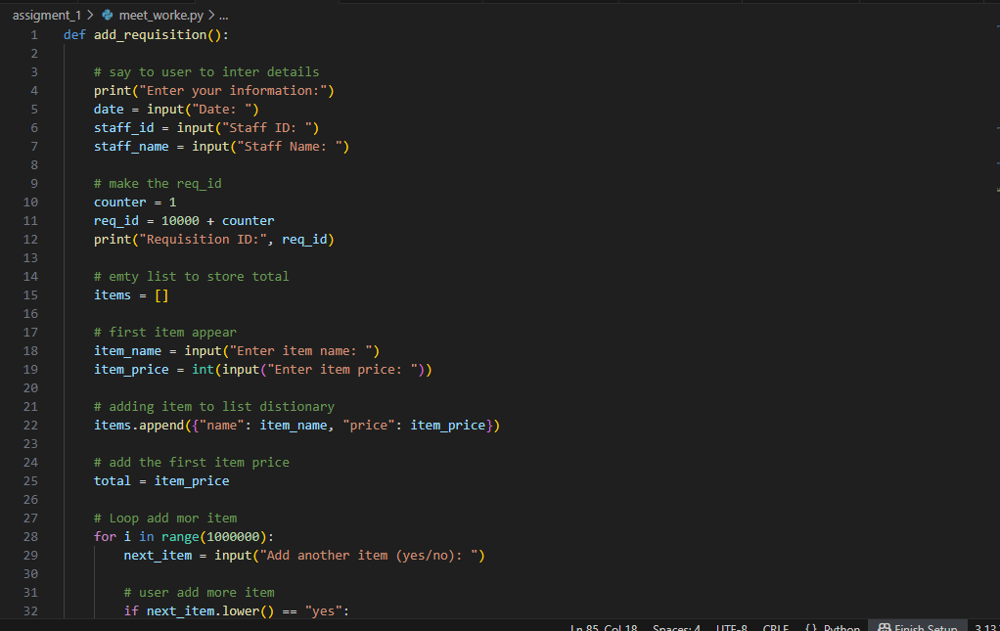 assigment_1 > meet_worke.py > ...
1 def add_requisition():
2
3 # say to user to inter details
4 print("Enter your information:")
5 date = input("Date: ")
6 staff_id = input("Staff ID: ")
7 staff_name = input("Staff Name: ")
8
9 # make the req_id
10 counter = 1
11 req_id = 10000 + counter
12 print("Requisition ID:", req_id)
13
14 # emty list to store total
15 items = []
16
17 # first item appear
18 item_name = input("Enter item name: ")
19 item_price = int(input("Enter item price: "))
20
21 # adding item to list distionary
22 items.append({"name": item_name, "price": item_price})
23
24 # add the first item price
25 total = item_price
26
27 # Loop add mor item
28 for i in range(1000000):
29 next_item = input("Add another item (yes/no): ")
30
31 # user add more item
32 if next_item.lower() == "yes":
Ln 85, Col 18 Spaces: 4 UTF-8 CRLF {} Python Finish Setup 3.13